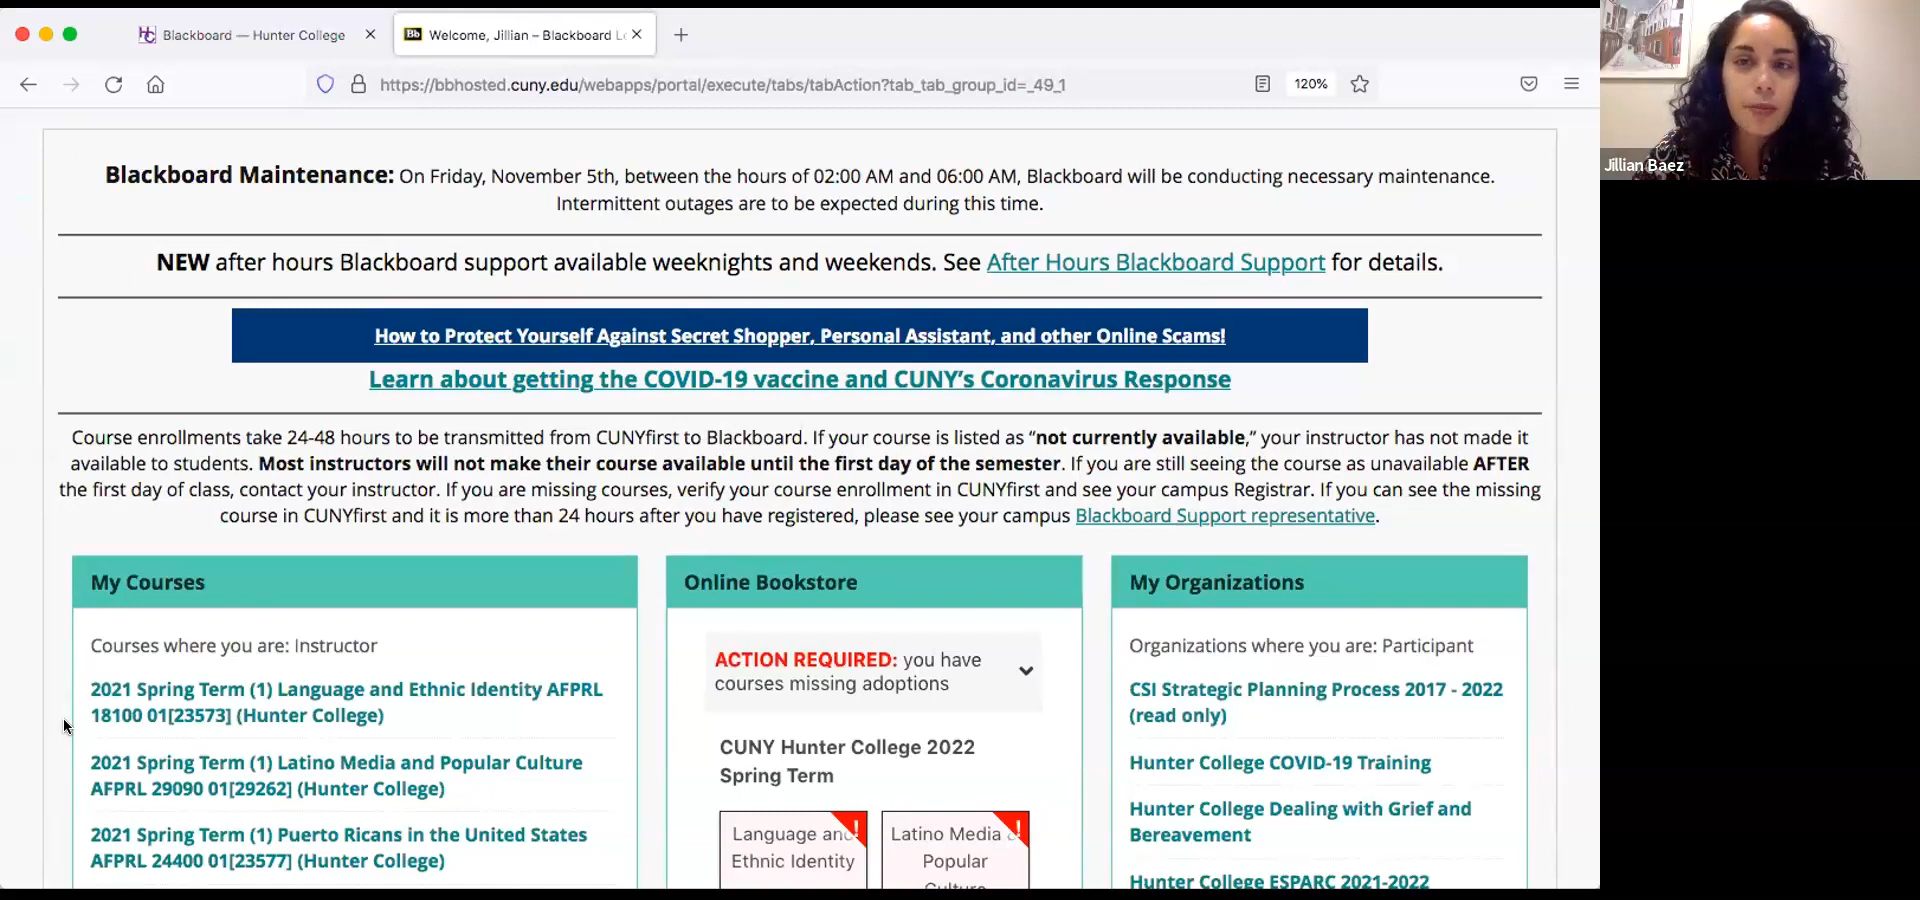 Blackboard — Hunter College
Welcome, Jillian – Blackboard L
https://bbhosted.cuny.edu/webapps/portal/execute/tabs/tabAction?tab_tab_group_id=_49_1
120%
Jillian Baez
Blackboard Maintenance: On Friday, November 5th, between the hours of 02:00 AM and 06:00 AM, Blackboard will be conducting necessary maintenance.
Intermittent outages are to be expected during this time.
NEW after hours Blackboard support available weeknights and weekends. See After Hours Blackboard Support for details.
How to Protect Yourself Against Secret Shopper, Personal Assistant, and other Online Scams!
Learn about getting the COVID-19 vaccine and CUNY's Coronavirus Response
Course enrollments take 24-48 hours to be transmitted from CUNYfirst to Blackboard. If your course is listed as “not currently available,” your instructor has not made it
available to students. Most instructors will not make their course available until the first day of the semester. If you are still seeing the course as unavailable AFTER
the first day of class, contact your instructor. If you are missing courses, verify your course enrollment in CUNYfirst and see your campus Registrar. If you can see the missing
course in CUNYfirst and it is more than 24 hours after you have registered, please see your campus Blackboard Support representative.
My Courses
Courses where you are: Instructor
2021 Spring Term (1) Language and Ethnic Identity AFPRL
18100 01[23573] (Hunter College)
2021 Spring Term (1) Latino Media and Popular Culture
AFPRL 29090 01[29262] (Hunter College)
2021 Spring Term (1) Puerto Ricans in the United States
AFPRL 24400 01[23577] (Hunter College)
Online Bookstore
ACTION REQUIRED: you have
courses missing adoptions
CUNY Hunter College 2022
Spring Term
Language and
Ethnic Identity
Latino Media
Popular
Culture
My Organizations
Organizations where you are: Participant
CSI Strategic Planning Process 2017 - 2022
(read only)
Hunter College COVID-19 Training
Hunter College Dealing with Grief and
Bereavement
Hunter College ESPARC 2021-2022